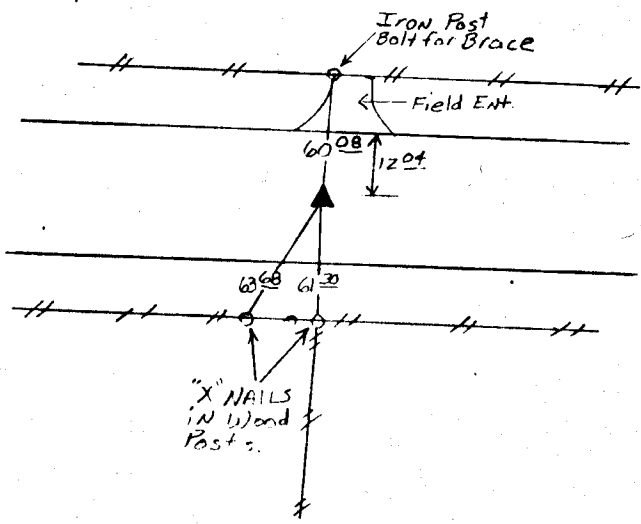 Iron Post
Bolt for Brace
Field Ent.
60 08
12 04
63 68
61 30
"X" NAILS
iN Wood
Posts.